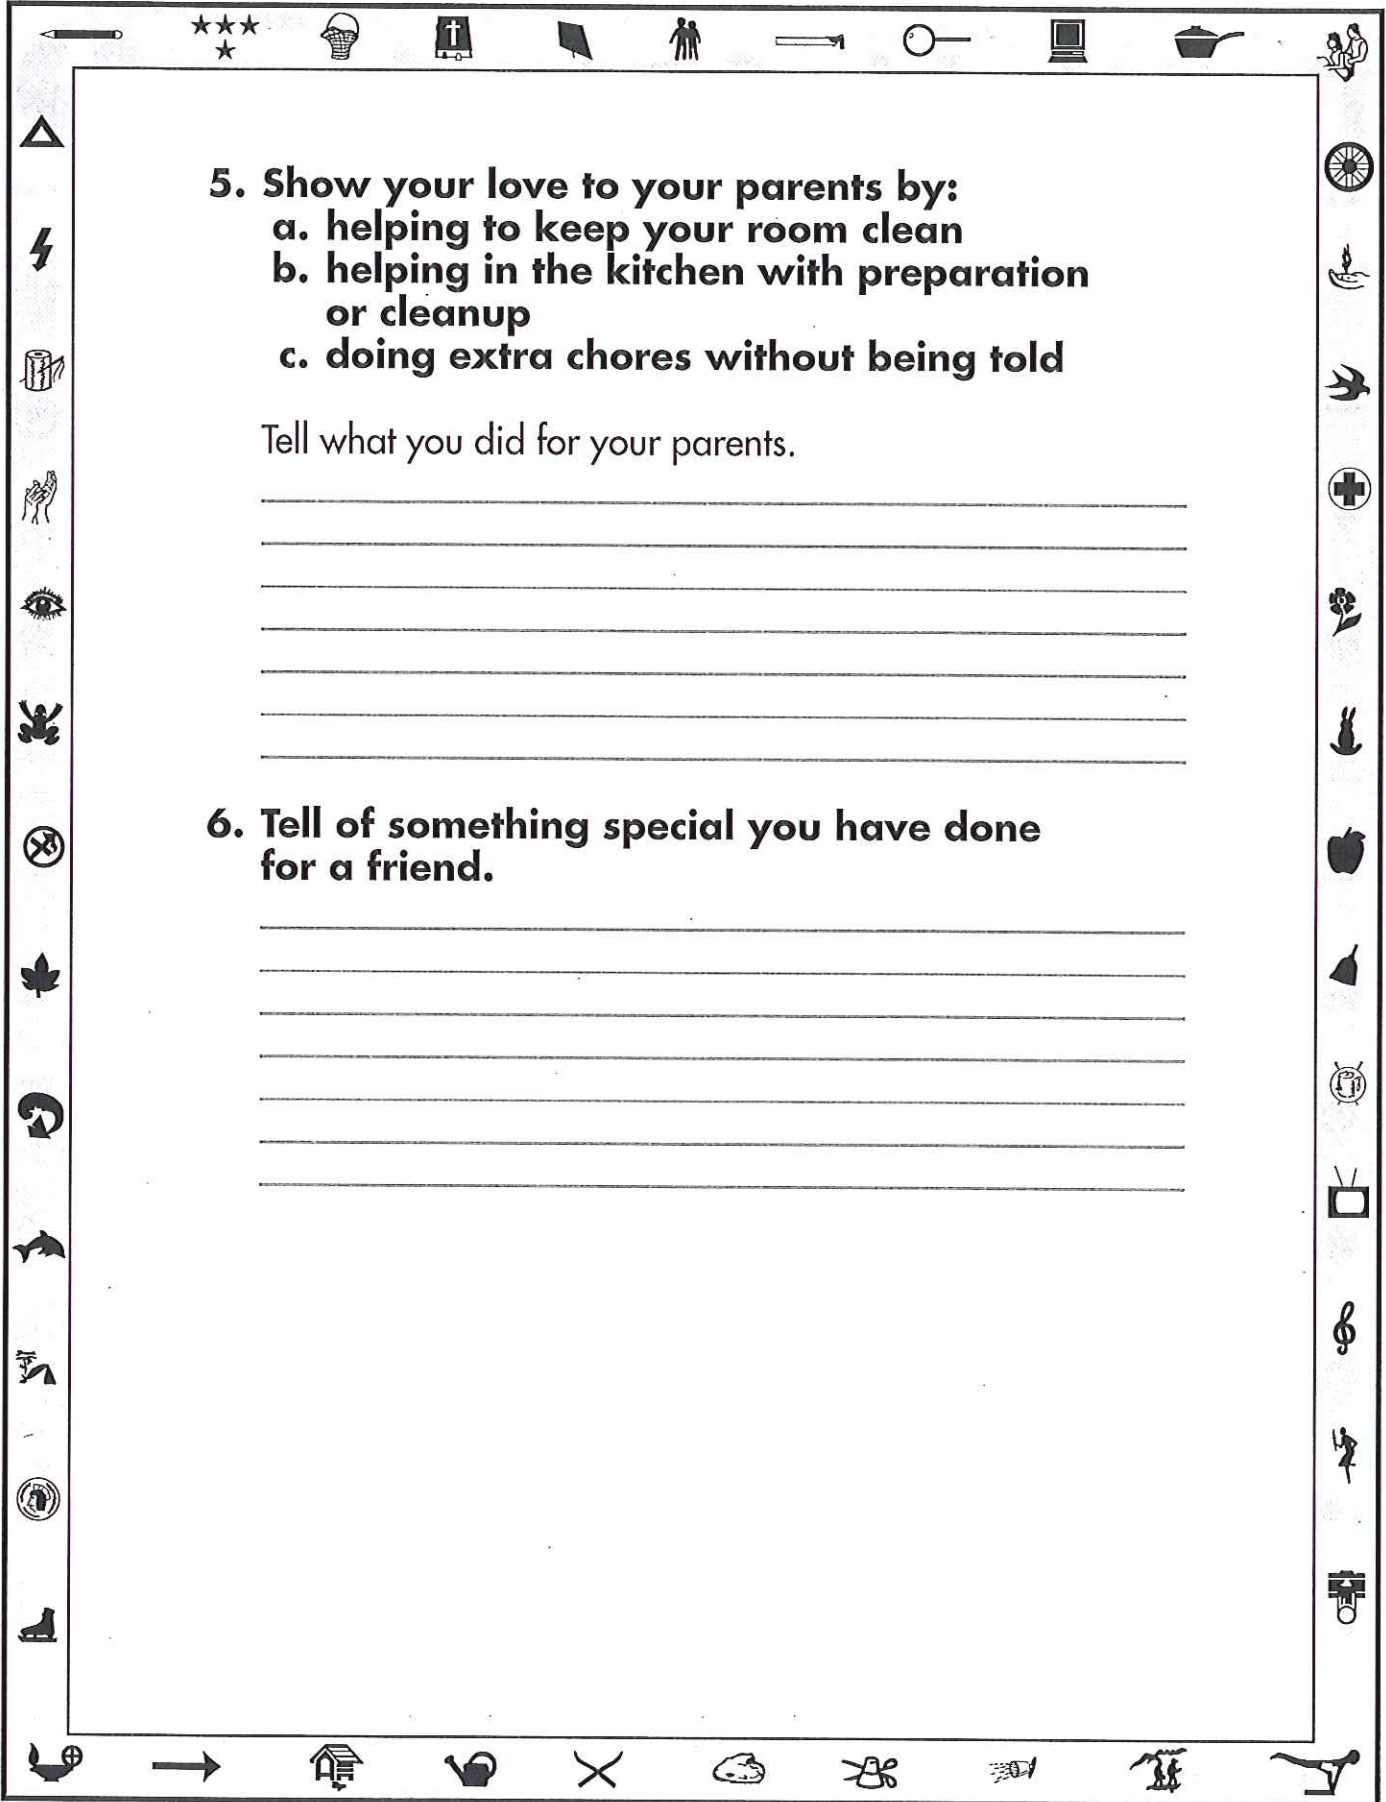 5. Show your love to your parents by:
a. helping to keep your room clean
b. helping in the kitchen with preparation
or cleanup
c. doing extra chores without being told
Tell what you did for your parents.
6. Tell of something special you have done
for a friend.